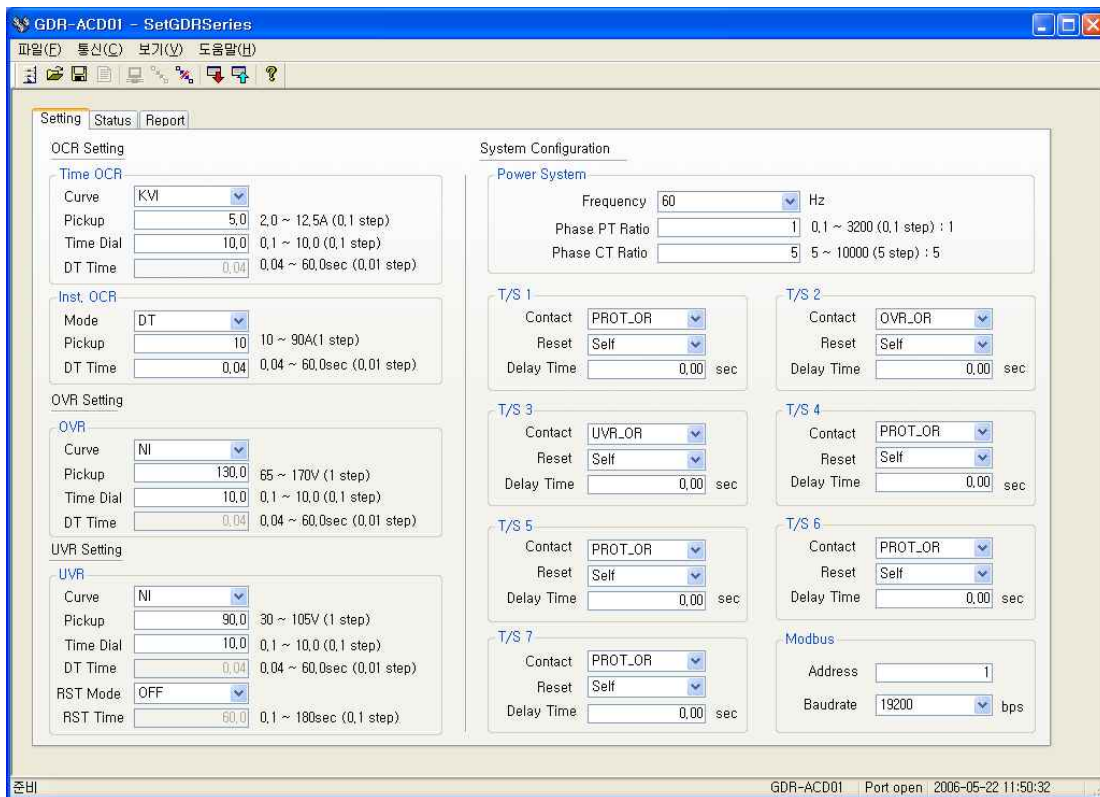 GDR-ACD01 - SetGDRSeries
파일(F) 통신(C) 보기(V) 도움말(H)
Setting Status Report
OCR Setting
Time OCR
Curve KVI
Pickup 5.0 2.0 ~ 12.5A (0.1 step)
Time Dial 10.0 0.1 ~ 10.0 (0.1 step)
DT Time 0.04 0.04 ~ 60.0sec (0.01 step)
Inst. OCR
Mode DT
Pickup 10 10 ~ 90A(1 step)
DT Time 0.04 0.04 ~ 60.0sec (0.01 step)
OVR Setting
OVR
Curve NI
Pickup 130.0 65 ~ 170V (1 step)
Time Dial 10.0 0.1 ~ 10.0 (0.1 step)
DT Time 0.04 0.04 ~ 60.0sec (0.01 step)
UVR Setting
UVR
Curve NI
Pickup 90.0 30 ~ 105V (1 step)
Time Dial 10.0 0.1 ~ 10.0 (0.1 step)
DT Time 0.04 0.04 ~ 60.0sec (0.01 step)
RST Mode OFF
RST Time 60.0 0.1 ~ 180sec (0.1 step)
System Configuration
Power System
Frequency 60 Hz
Phase PT Ratio 1 0.1 ~ 3200 (0.1 step) : 1
Phase CT Ratio 5 5 ~ 10000 (5 step) : 5
T/S 1
Contact PROT_OR
Reset Self
Delay Time 0.00 sec
T/S 2
Contact OVR_OR
Reset Self
Delay Time 0.00 sec
T/S 3
Contact UVR_OR
Reset Self
Delay Time 0.00 sec
T/S 4
Contact PROT_OR
Reset Self
Delay Time 0.00 sec
T/S 5
Contact PROT_OR
Reset Self
Delay Time 0.00 sec
T/S 6
Contact PROT_OR
Reset Self
Delay Time 0.00 sec
T/S 7
Contact PROT_OR
Reset Self
Delay Time 0.00 sec
Modbus
Address 1
Baudrate 19200 bps
준비 GDR-ACD01 Port open 2006-05-22 11:50:32